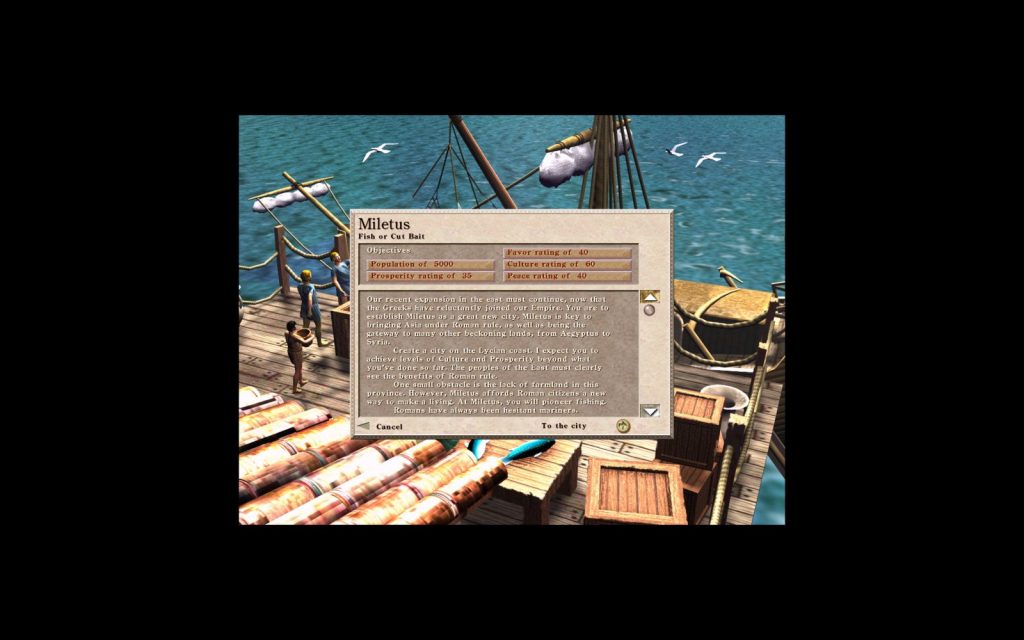 Miletus
Fish or Cut Bait
Objectives
Favor rating of 40
Population of 5000
Culture rating of 60
Prosperity rating of 35
Peace rating of 40
Our recent expansion in the east must continue, now that
the Greeks have reluctantly joined our Empire. You are to
establish Miletus as a great new city. Miletus is key to
bringing Asia under Roman rule, as well as being the
gateway to many other beckoning lands, from Aegyptus to
Syria.
Create a city on the Lycian coast. I expect you to
achieve levels of Culture and Prosperity beyond what
you've done so far. The peoples of the East must clearly
see the benefits of Roman rule.
One small obstacle is the lack of farmland in this
province. However, Miletus affords Roman citizens a new
way to make a living. At Miletus, you will pioneer fishing.
Romans have always been hesitant mariners.
Cancel
To the city